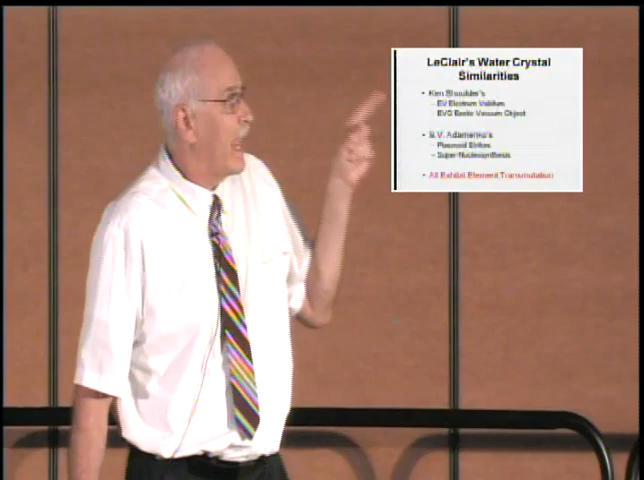 LeClair's Water Crystal
Similarities
• Ken Shoulder's
– EV Electrum Validum
EVO Exotic Vacuum Object
• S.V. Adamenko's
– Plasmoid Strikes
– Super-Nucleosynthesis
• All Exhibit Element Transmutation